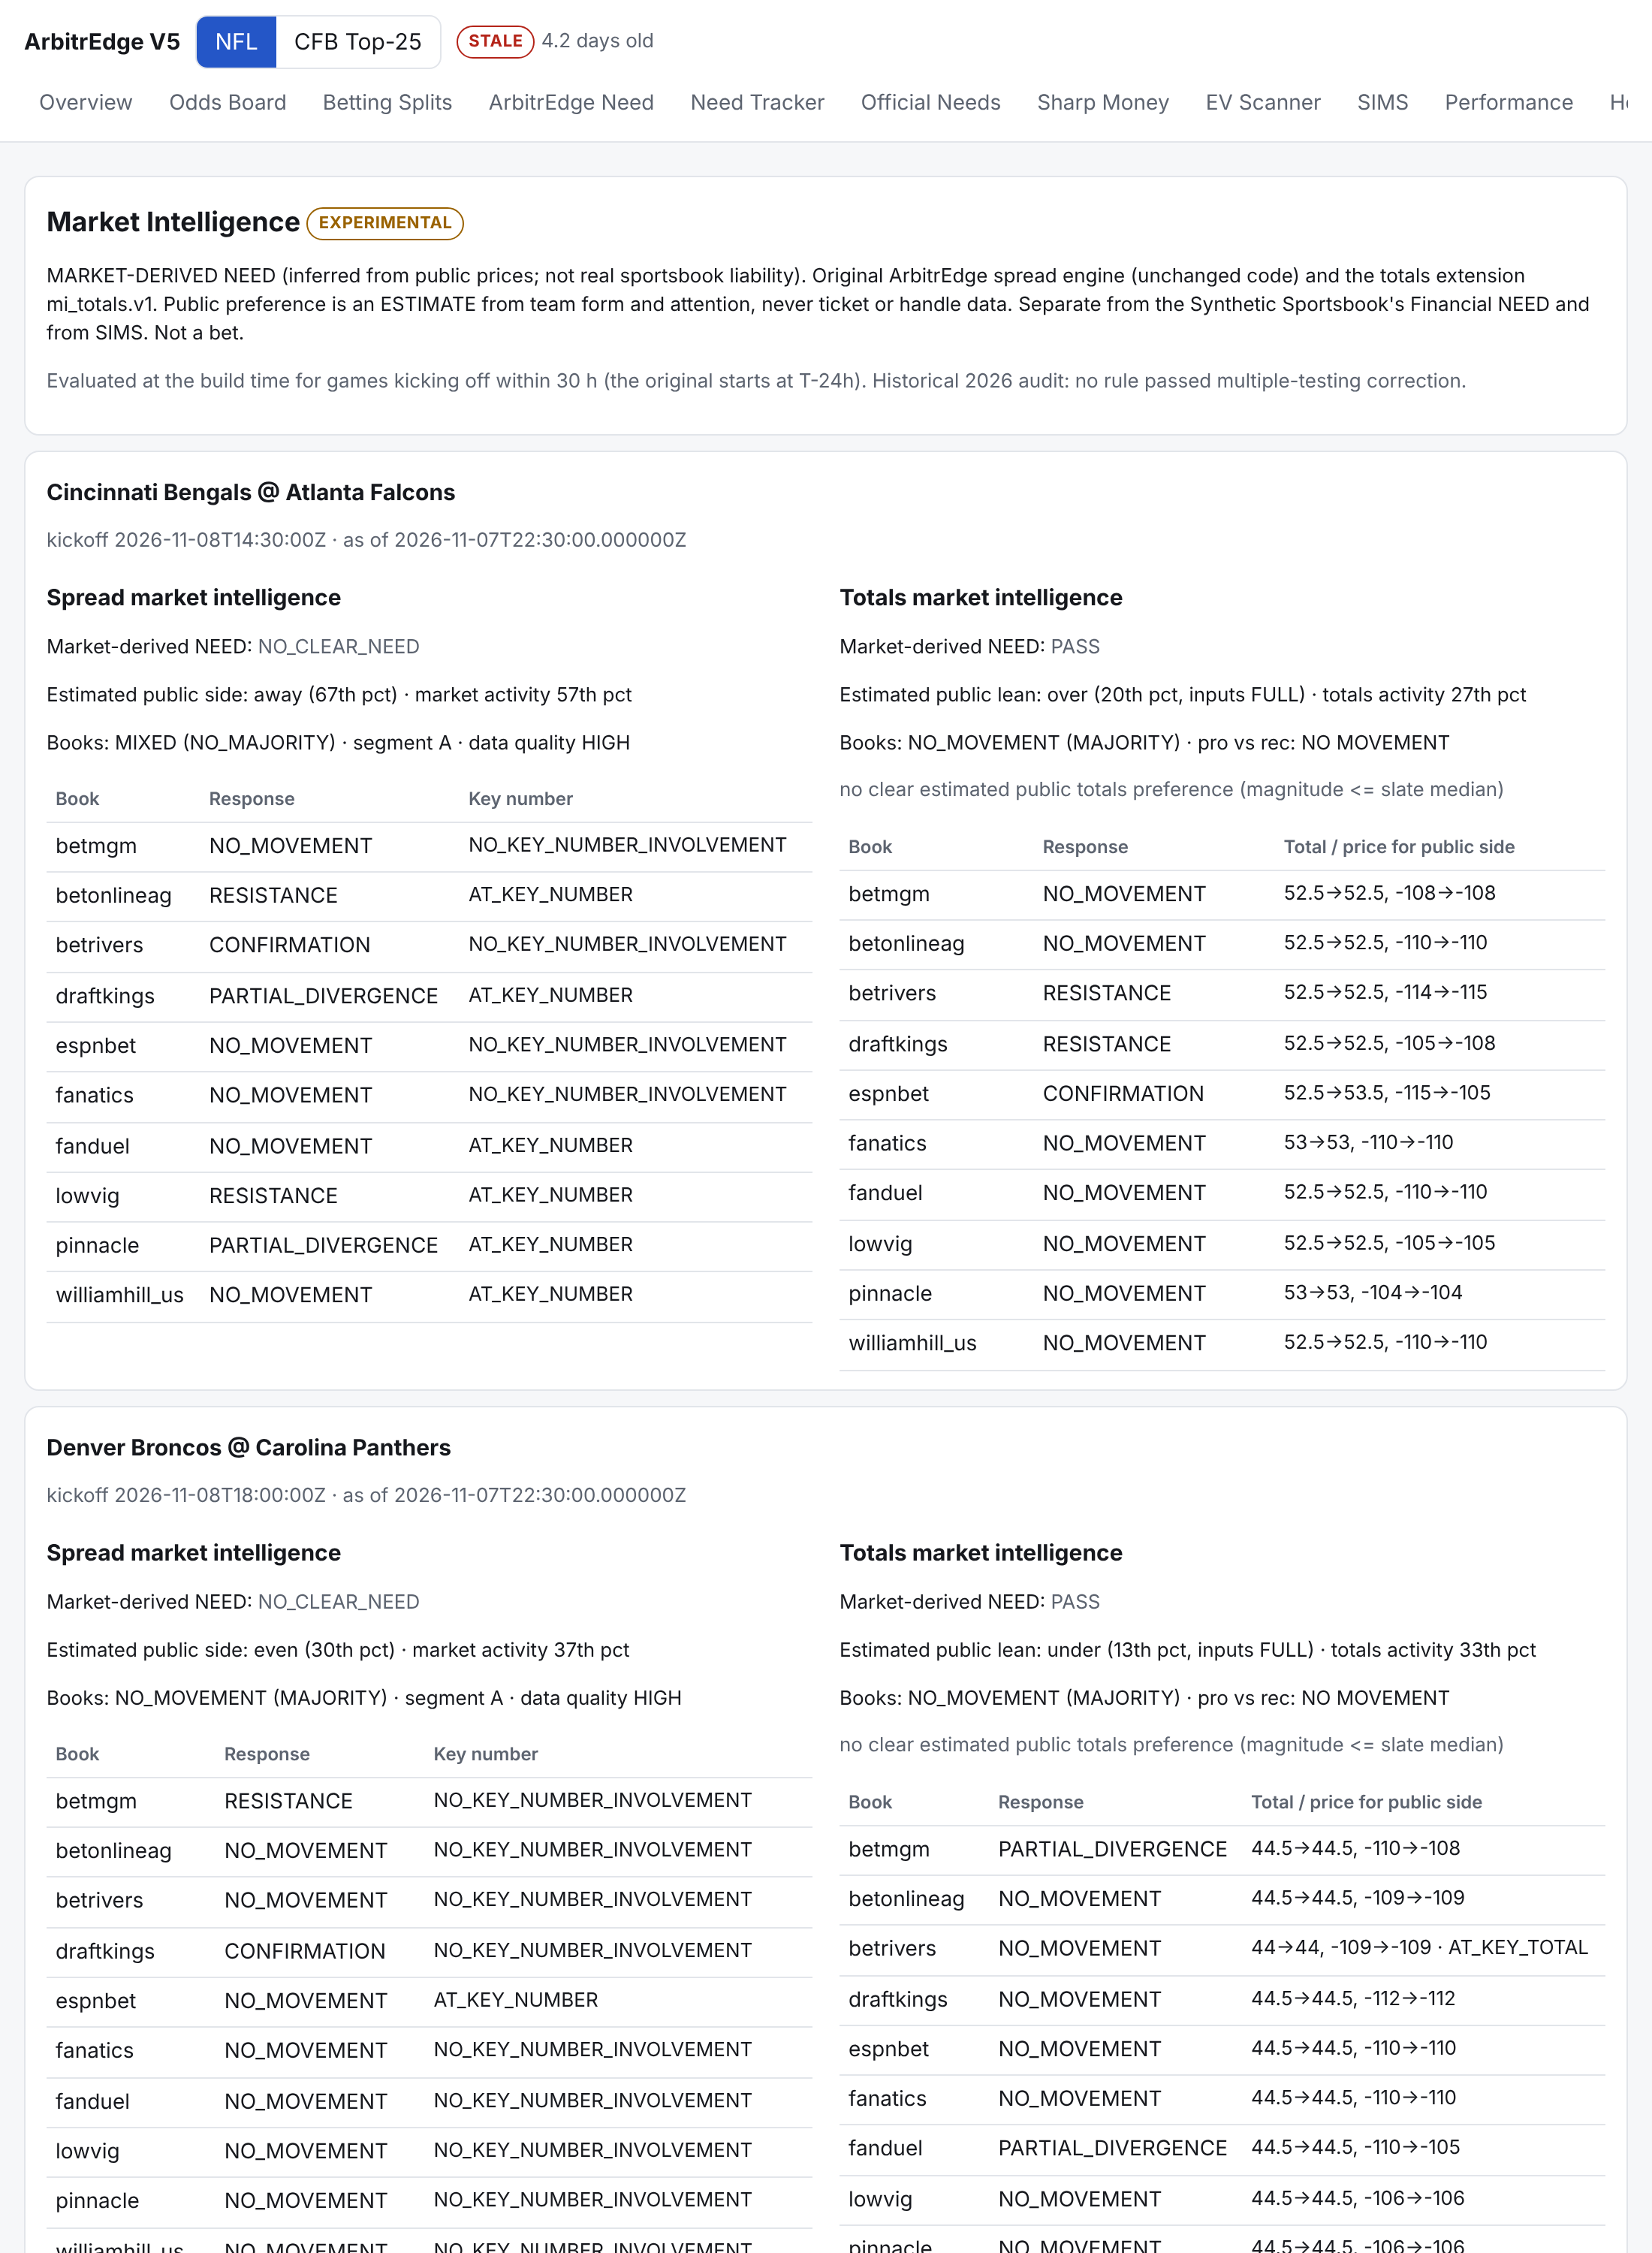 ArbitrEdge V5 NFL CFB Top-25 STALE 4.2 days old
Overview Betting Splits Odds Board ArbitrEdge Need Need Tracker Official Needs Sharp Money EV Scanner SIMS Performance
Market Intelligence EXPERIMENTAL
MARKET-DERIVED NEED (inferred from public prices; not real sportsbook liability). Original ArbitrEdge spread engine (unchanged code) and the totals extension
mi_totals.v1. Public preference is an ESTIMATE from team form and attention, never ticket or handle data. Separate from the Synthetic Sportsbook's Financial NEED and
from SIMS. Not a bet.
Evaluated at the build time for games kicking off within 30 h (the original starts at T-24h). Historical 2026 audit: no rule passed multiple-testing correction.
Cincinnati Bengals @ Atlanta Falcons
kickoff 2026-11-08T14:30:00Z · as of 2026-11-07T22:30:00.000000Z
Spread market intelligence
Market-derived NEED: NO_CLEAR_NEED
Estimated public side: away (67th pct) · market activity 57th pct
Books: MIXED (NO_MAJORITY) · segment A · data quality HIGH
Book Response Key number
betmgm NO_MOVEMENT NO_KEY_NUMBER_INVOLVEMENT
betonlineag RESISTANCE AT_KEY_NUMBER
betrivers CONFIRMATION NO_KEY_NUMBER_INVOLVEMENT
draftkings PARTIAL_DIVERGENCE AT_KEY_NUMBER
espnbet NO_MOVEMENT NO_KEY_NUMBER_INVOLVEMENT
fanatics NO_MOVEMENT NO_KEY_NUMBER_INVOLVEMENT
fanduel NO_MOVEMENT AT_KEY_NUMBER
lowvig RESISTANCE AT_KEY_NUMBER
pinnacle PARTIAL_DIVERGENCE AT_KEY_NUMBER
williamhill_us NO_MOVEMENT AT_KEY_NUMBER
Totals market intelligence
Market-derived NEED: PASS
Estimated public lean: over (20th pct, inputs FULL) · totals activity 27th pct
Books: NO_MOVEMENT (MAJORITY) · pro vs rec: NO MOVEMENT
no clear estimated public totals preference (magnitude <= slate median)
Book Response Total / price for public side
betmgm NO_MOVEMENT 52.5→52.5, -108→-108
betonlineag NO_MOVEMENT 52.5→52.5, -110→-110
betrivers RESISTANCE 52.5→52.5, -114→-115
draftkings RESISTANCE 52.5→52.5, -105→-108
espnbet CONFIRMATION 52.5→53.5, -115→-105
fanatics NO_MOVEMENT 53→53, -110→-110
fanduel NO_MOVEMENT 52.5→52.5, -110→-110
lowvig NO_MOVEMENT 52.5→52.5, -105→-105
pinnacle NO_MOVEMENT 53→53, -104→-104
williamhill_us NO_MOVEMENT 52.5→52.5, -110→-110
Denver Broncos @ Carolina Panthers
kickoff 2026-11-08T18:00:00Z · as of 2026-11-07T22:30:00.000000Z
Spread market intelligence
Market-derived NEED: NO_CLEAR_NEED
Estimated public side: even (30th pct) · market activity 37th pct
Books: NO_MOVEMENT (MAJORITY) · segment A · data quality HIGH
Book Response Key number
betmgm RESISTANCE NO_KEY_NUMBER_INVOLVEMENT
betonlineag NO_MOVEMENT NO_KEY_NUMBER_INVOLVEMENT
betrivers NO_MOVEMENT NO_KEY_NUMBER_INVOLVEMENT
draftkings CONFIRMATION NO_KEY_NUMBER_INVOLVEMENT
espnbet NO_MOVEMENT AT_KEY_NUMBER
fanatics NO_MOVEMENT NO_KEY_NUMBER_INVOLVEMENT
fanduel NO_MOVEMENT NO_KEY_NUMBER_INVOLVEMENT
lowvig NO_MOVEMENT NO_KEY_NUMBER_INVOLVEMENT
pinnacle NO_MOVEMENT NO_KEY_NUMBER_INVOLVEMENT
williamhill_us NO_MOVEMENT NO_KEY_NUMBER_INVOLVEMENT
Totals market intelligence
Market-derived NEED: PASS
Estimated public lean: under (13th pct, inputs FULL) · totals activity 33th pct
Books: NO_MOVEMENT (MAJORITY) · pro vs rec: NO MOVEMENT
no clear estimated public totals preference (magnitude <= slate median)
Book Response Total / price for public side
betmgm PARTIAL_DIVERGENCE 44.5→44.5, -110→-108
betonlineag NO_MOVEMENT 44.5→44.5, -109→-109
betrivers NO_MOVEMENT 44→44, -109→-109 · AT_KEY_TOTAL
draftkings NO_MOVEMENT 44.5→44.5, -112→-112
espnbet NO_MOVEMENT 44.5→44.5, -110→-110
fanatics NO_MOVEMENT 44.5→44.5, -110→-110
fanduel PARTIAL_DIVERGENCE 44.5→44.5, -110→-105
lowvig NO_MOVEMENT 44.5→44.5, -106→-106
pinnacle NO_MOVEMENT 44.5→44.5, -106→-106